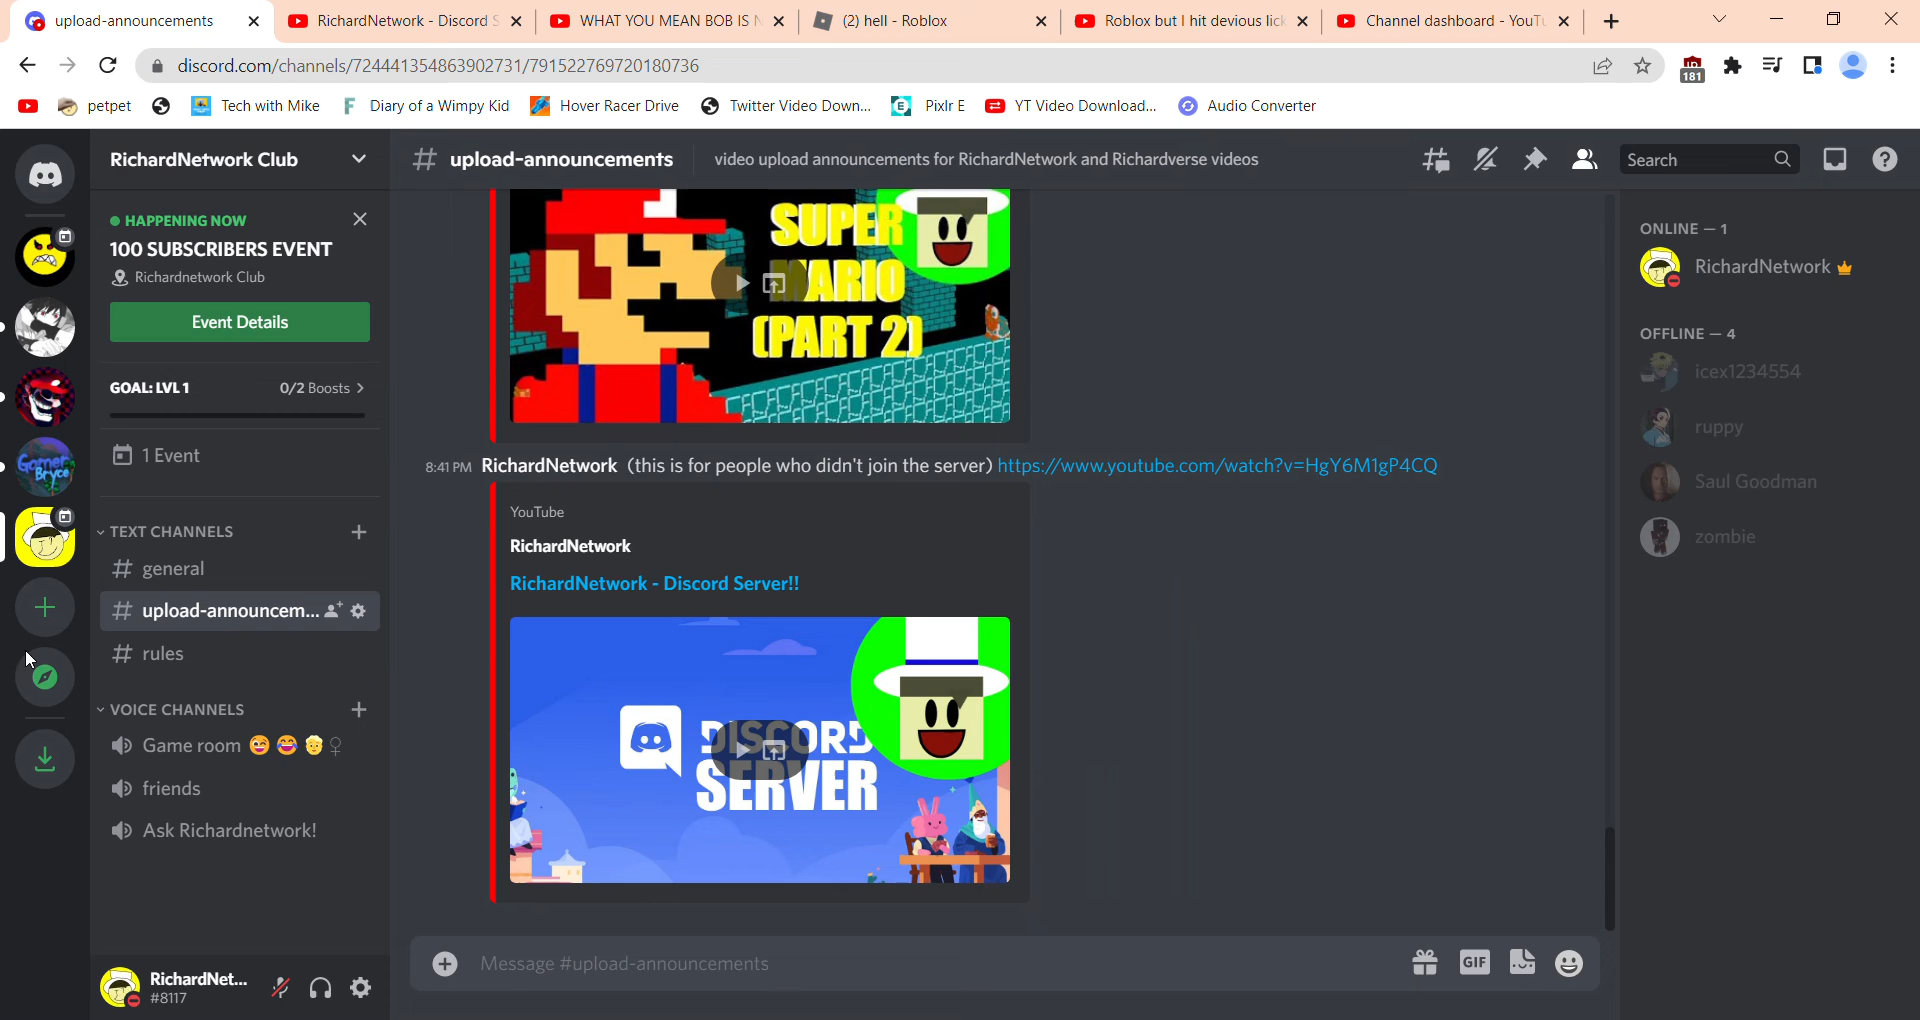 upload-announcements
RichardNetwork - Discord S
WHAT YOU MEAN BOB IS N
(2) hell - Roblox
Roblox but I hit devious lick
Channel dashboard - YouTu
discord.com/channels/724441354863902731/791522769720180736
181
petpet
Tech with Mike
Diary of a Wimpy Kid
Hover Racer Drive
Twitter Video Down...
Pixlr E
YT Video Download...
Audio Converter
RichardNetwork Club
# upload-announcements
video upload announcements for RichardNetwork and Richardverse videos
Search
HAPPENING NOW
100 SUBSCRIBERS EVENT
Richardnetwork Club
Event Details
GOAL: LVL 1
0/2 Boosts >
1 Event
TEXT CHANNELS
# general
# upload-announcem...
# rules
VOICE CHANNELS
Game room 🤩 😂 👱 ♀
friends
Ask Richardnetwork!
Gamer
Bryce
RichardNet...
#8117
SUPER
MARIO
(PART 2)
8:41 PM RichardNetwork (this is for people who didn't join the server) https://www.youtube.com/watch?v=HgY6M1gP4CQ
YouTube
RichardNetwork
RichardNetwork - Discord Server!!
DISCORD
SERVER
Message #upload-announcements
GIF
ONLINE — 1
RichardNetwork
OFFLINE — 4
icex1234554
ruppy
Saul Goodman
zombie